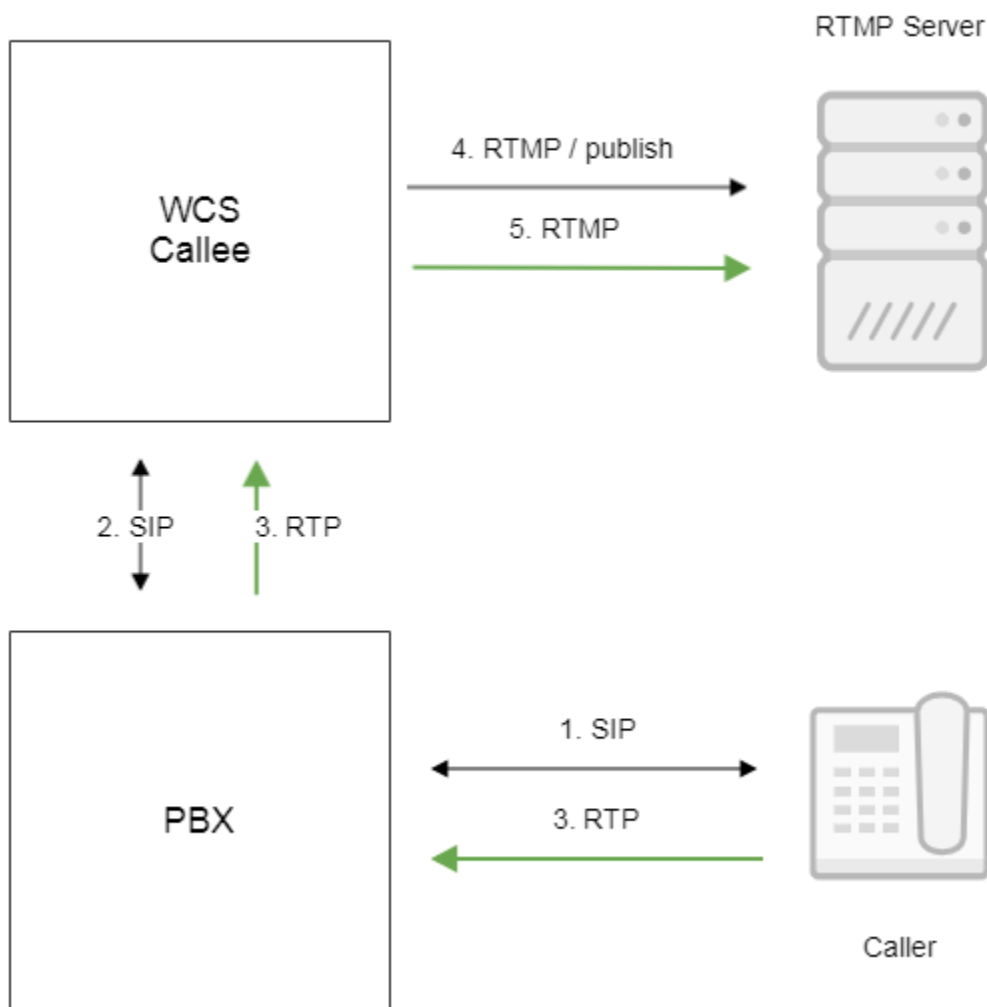 RTMP Server
4. RTMP / publish
WCS
Callee
5. RTMP
2. SIP
3. RTP
1. SIP
PBX
3. RTP
Caller